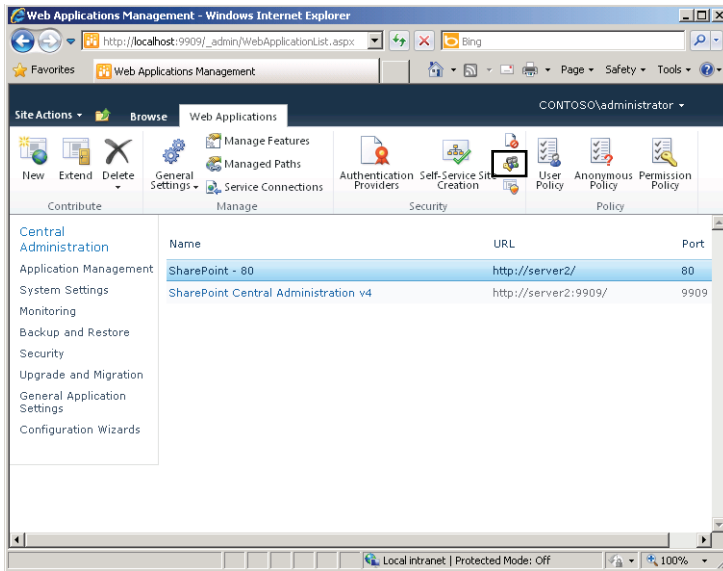 Web Applications Management - Windows Internet Explorer
http://localhost:9909/_admin/WebApplicationList.aspx
Bing
Favorites
Web Applications Management
Page
Safety
Tools
CONTOSO\administrator
Site Actions
Browse
Web Applications
New
Extend
Delete
General
Settings
Manage Features
Managed Paths
Service Connections
Authentication
Providers
Self-Service Site
Creation
User
Policy
Anonymous
Policy
Permission
Policy
Contribute
Manage
Security
Policy
Central
Administration
Application Management
System Settings
Monitoring
Backup and Restore
Security
Upgrade and Migration
General Application
Settings
Configuration Wizards
Name URL Port
SharePoint - 80 http://server2/ 80
SharePoint Central Administration v4 http://server2:9909/ 9909
Local intranet | Protected Mode: Off
100%